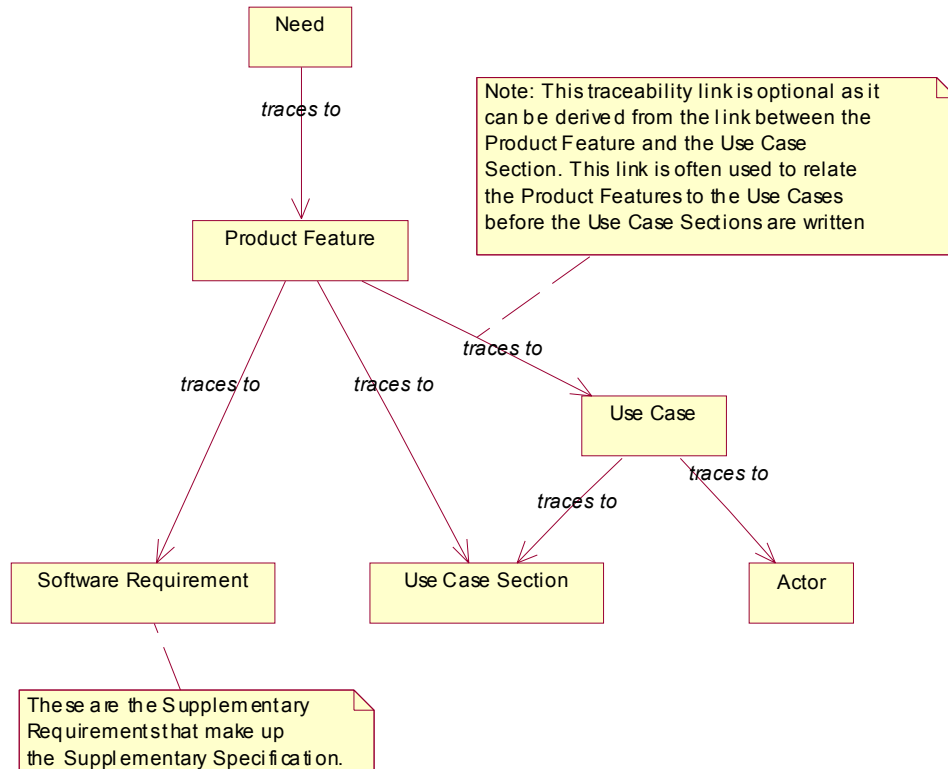 Need
traces to
Note: This traceability link is optional as it
can be derived from the link between the
Product Feature and the Use Case
Section. This link is often used to relate
the Product Features to the Use Cases
before the Use Case Sections are written
Product Feature
traces to
traces to
traces to
Use Case
traces to
traces to
Software Requirement
Use Case Section
Actor
These are the Supplementary
Requirements that make up
the Supplementary Specification.